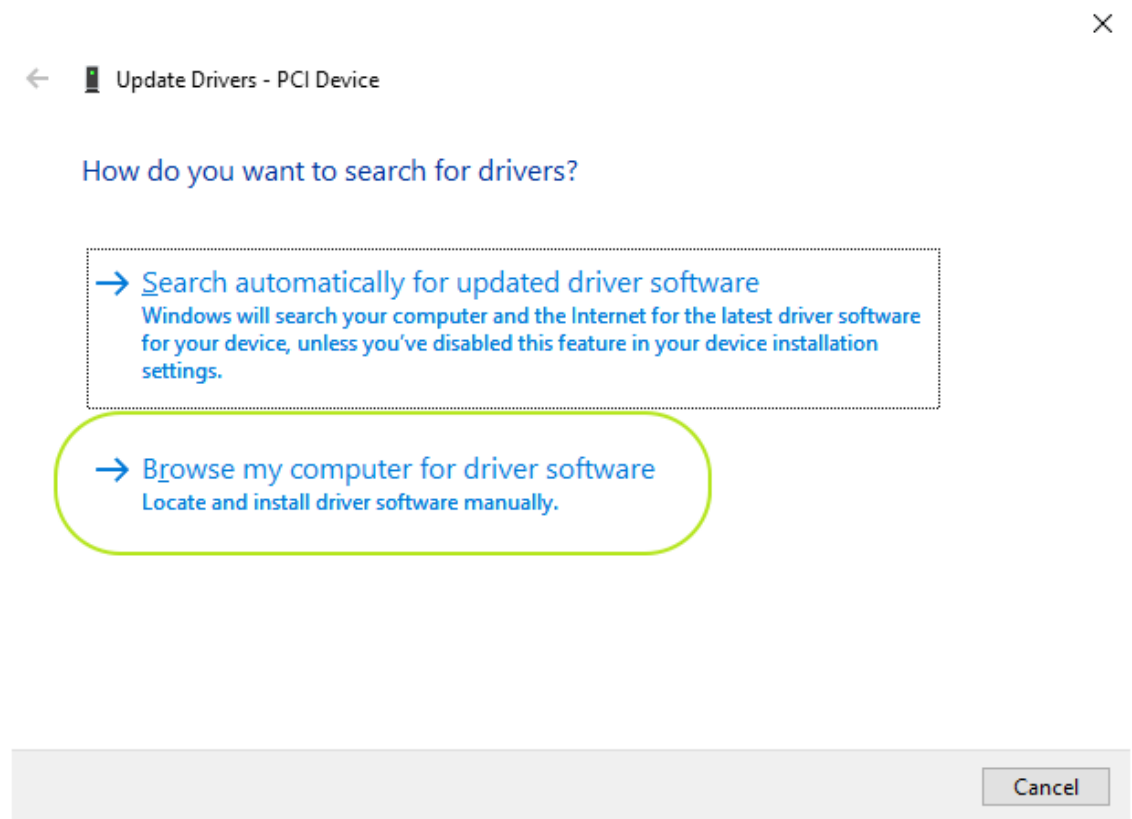 Update Drivers - PCI Device
How do you want to search for drivers?
Search automatically for updated driver software
Windows will search your computer and the Internet for the latest driver software
for your device, unless you've disabled this feature in your device installation
settings.
Browse my computer for driver software
Locate and install driver software manually.
Cancel